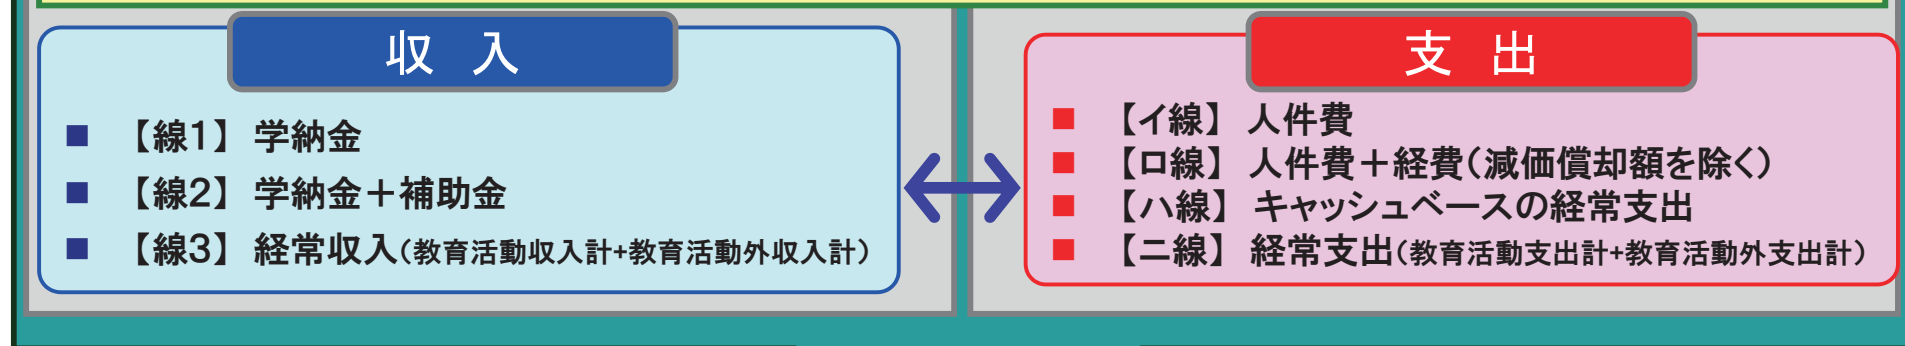 収 入
【線1】 学納金
【線2】 学納金＋補助金
【線3】 経常収入(教育活動収入計+教育活動外収入計)
支 出
【イ線】 人件費
【ロ線】 人件費＋経費(減価償却額を除く)
【ハ線】 キャッシュベースの経常支出
【ニ線】 経常支出(教育活動支出計+教育活動外支出計)